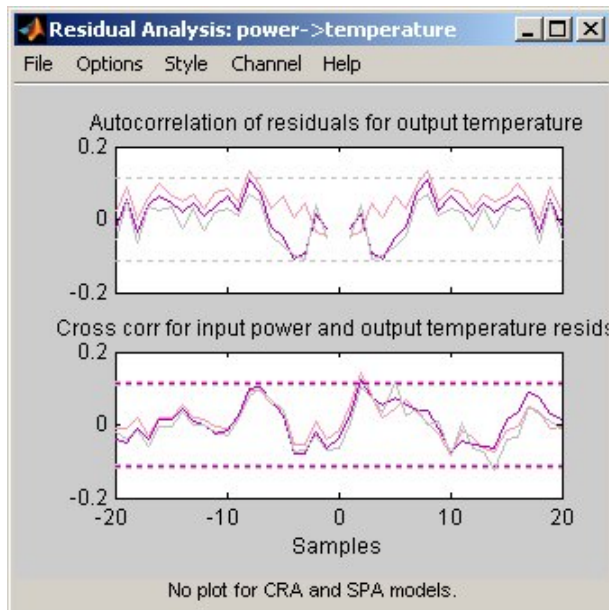 Residual Analysis: power->temperature
File Options Style Channel Help
Autocorrelation of residuals for output temperature
0.2
0
-0.2
Cross corr for input power and output temperature resids
0.2
0
-0.2
-20 -10 0 10 20
Samples
No plot for CRA and SPA models.